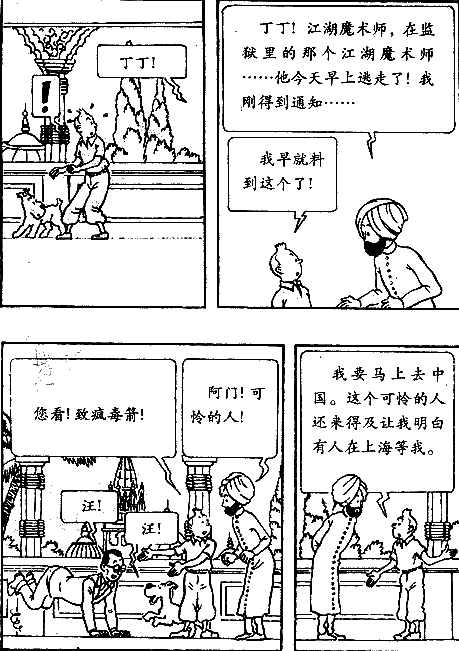 丁丁!
!
丁丁!江湖魔术师,在监
狱里的那个江湖魔术师
……他今天早上逃走了!我
刚得到通知……
我早就料
到这个了!
您看!致疯毒箭!
阿门!可
怜的人!
汪!
汪!
我要马上去中
国。这个可怜的人
还来得及让我明白
有人在上海等我。